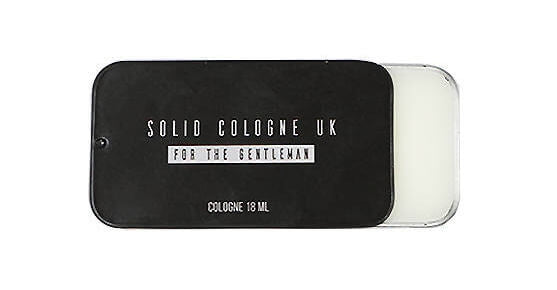 SOLID COLOGNE UK
FOR THE GENTLEMAN
COLOGNE 18 ML